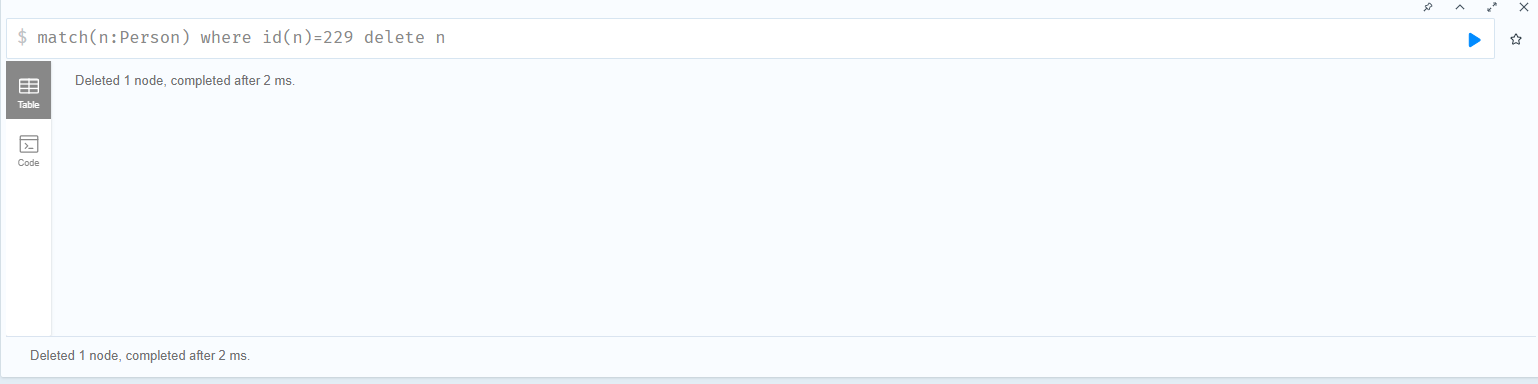 $ match(n:Person) where id(n)=229 delete n
Table
Deleted 1 node, completed after 2 ms.
Code
Deleted 1 node, completed after 2 ms.